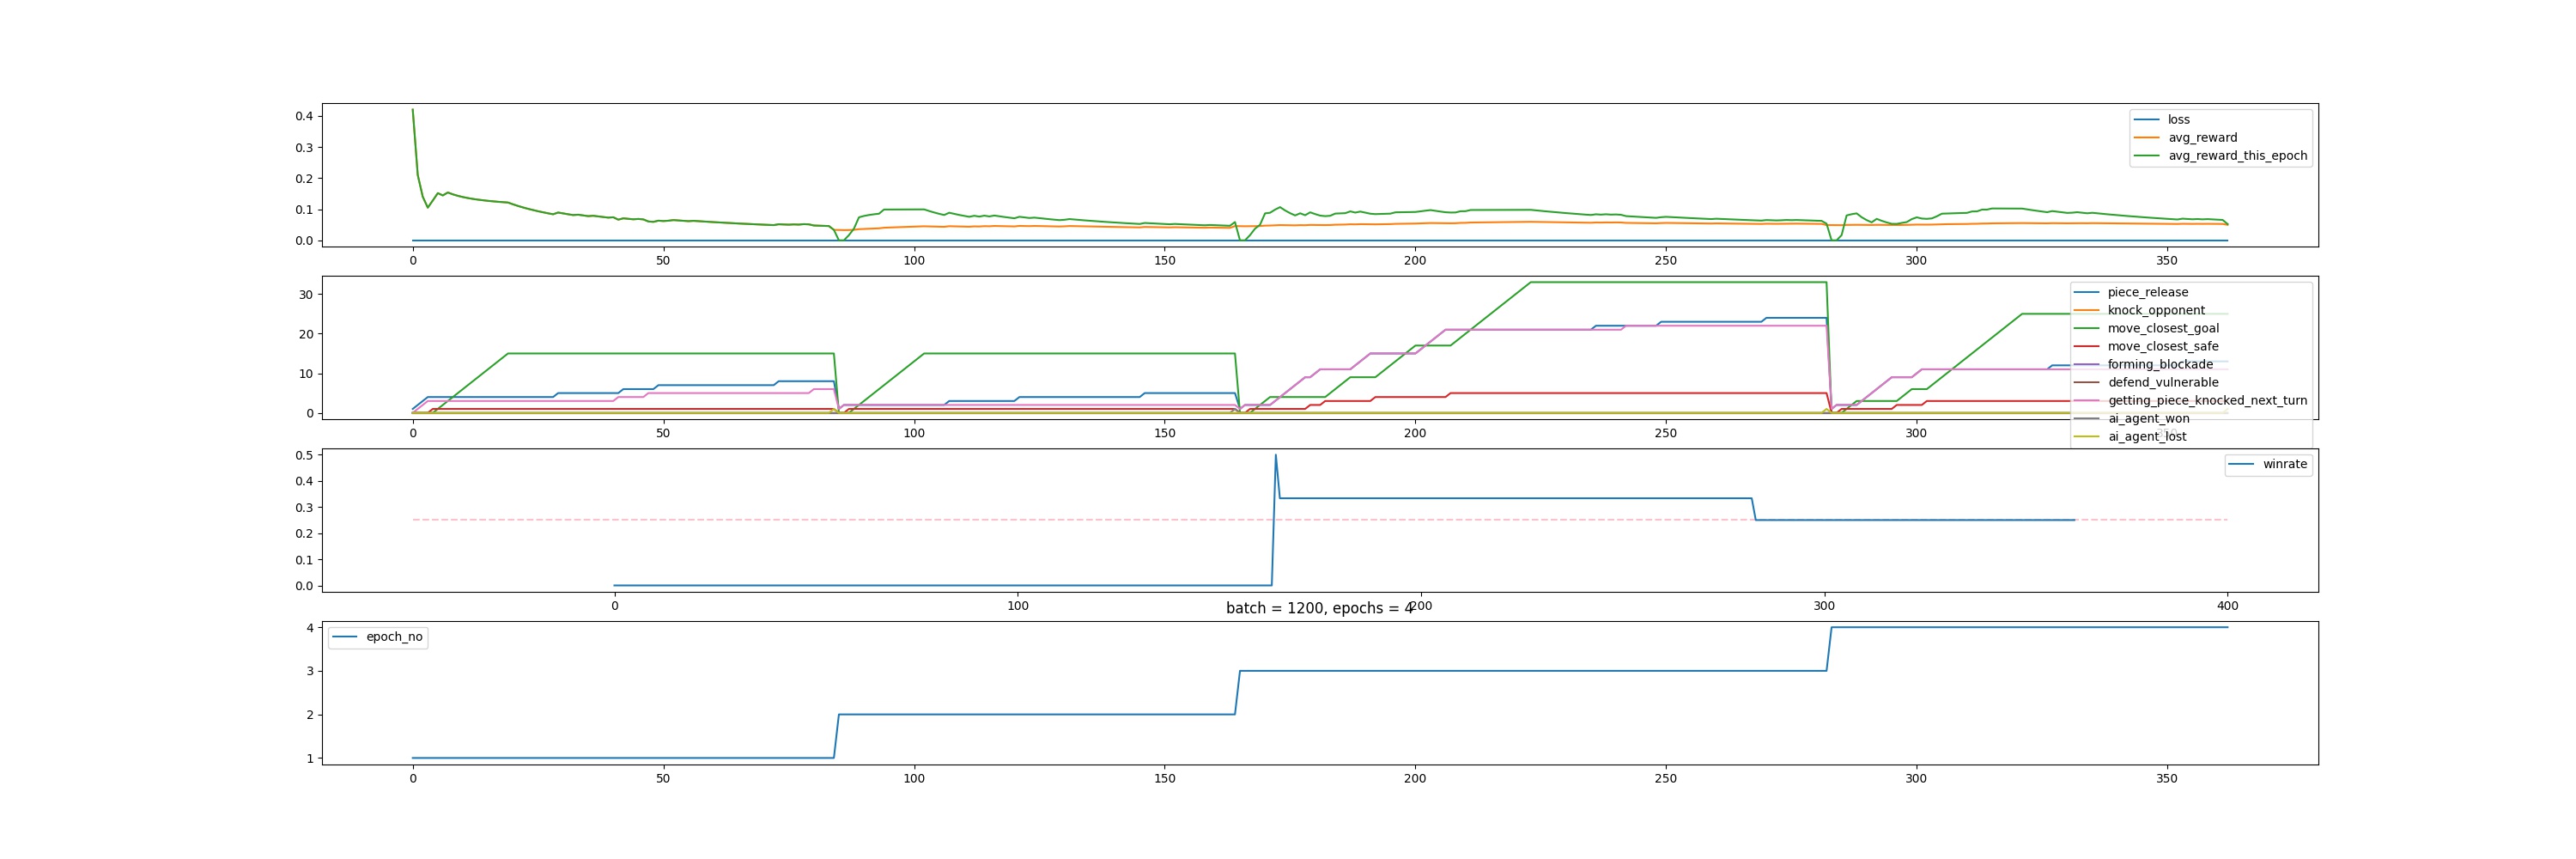 0.4
0.3
0.2
0.1
0.0
loss
avg_reward
avg_reward_this_epoch
0 50 100 150 200 250 300 350
30
20
10
0
piece_release
knock_opponent
move_closest_goal
move_closest_safe
forming_blockade
defend_vulnerable
getting_piece_knocked_next_turn
ai_agent_won
ai_agent_lost
0 50 100 150 200 250 300 350
0.5
0.4
0.3
0.2
0.1
0.0
winrate
0 100 200 300 400
batch = 1200, epochs = 4
4
3
2
1
epoch_no
0 50 100 150 200 250 300 350